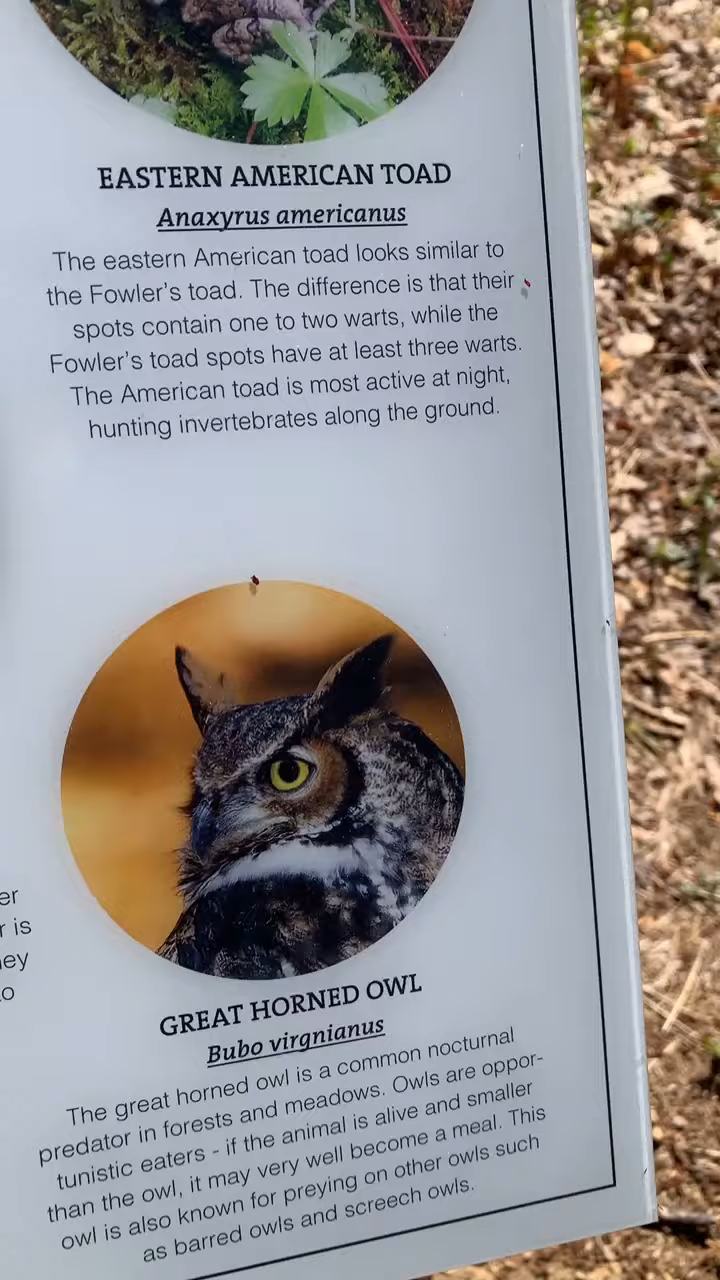 EASTERN AMERICAN TOAD
Anaxyrus americanus
The eastern American toad looks similar to
the Fowler's toad. The difference is that their
spots contain one to two warts, while the
Fowler's toad spots have at least three warts.
The American toad is most active at night,
hunting invertebrates along the ground.
er
r is
ney
to
GREAT HORNED OWL
Bubo virgnianus
The great horned owl is a common nocturnal
predator in forests and meadows. Owls are oppor-
tunistic eaters - if the animal is alive and smaller
than the owl, it may very well become a meal. This
owl is also known for preying on other owls such
as barred owls and screech owls.